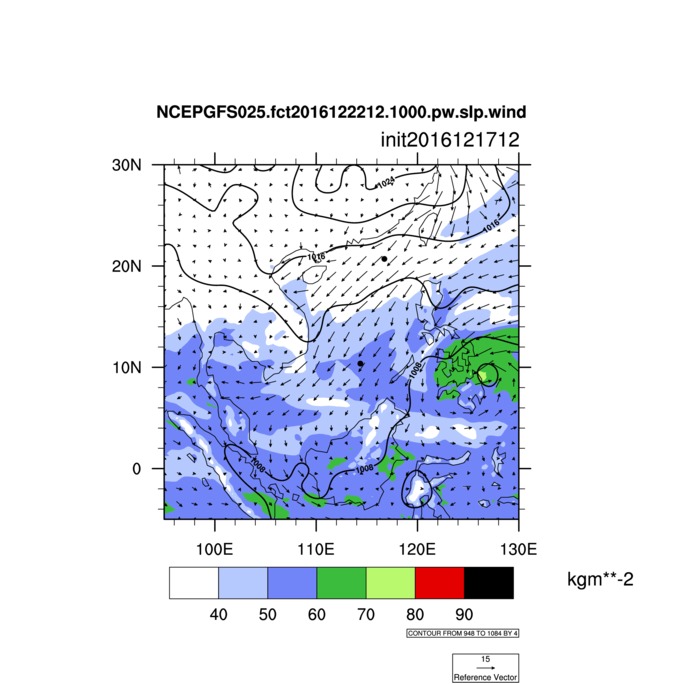 NCEPGFS025.fct2016122212.1000.pw.slp.wind
init2016121712
30N
1024
1016
1016
20N
10N
1008
0
1008
1008
100E 110E 120E 130E
kgm**-2
40 50 60 70 80 90
CONTOUR FROM 948 TO 1084 BY 4
15
Reference Vector